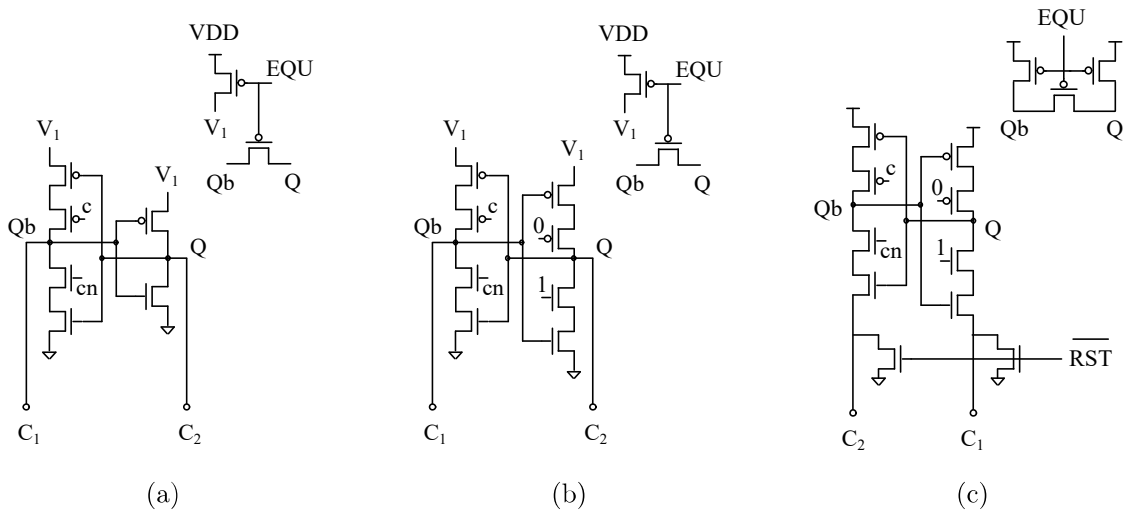 VDD
EQU
V1
V1
V1
Qb
Q
c
Qb
Q
cn
C1
C2
(a)
VDD
EQU
V1
V1
V1
Qb
Q
c
0
Qb
Q
cn
1
C1
C2
(b)
EQU
Qb
Q
c
0
Qb
Q
cn
1
RST
C2
C1
(c)